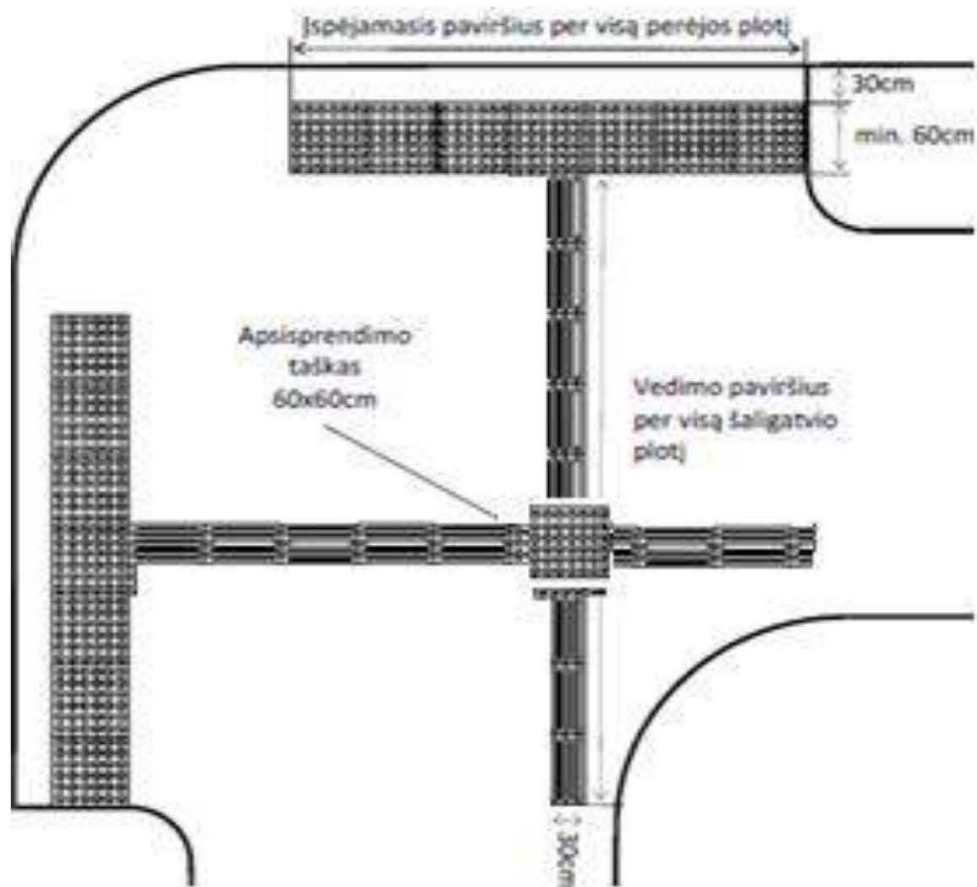 Įspėjamasis paviršius per visą perėjos plotį
30cm
min. 60cm
Apsisprendimo
taškas
60x60cm
Vedimo paviršius
per visą šaligatvio
plotį
30cm